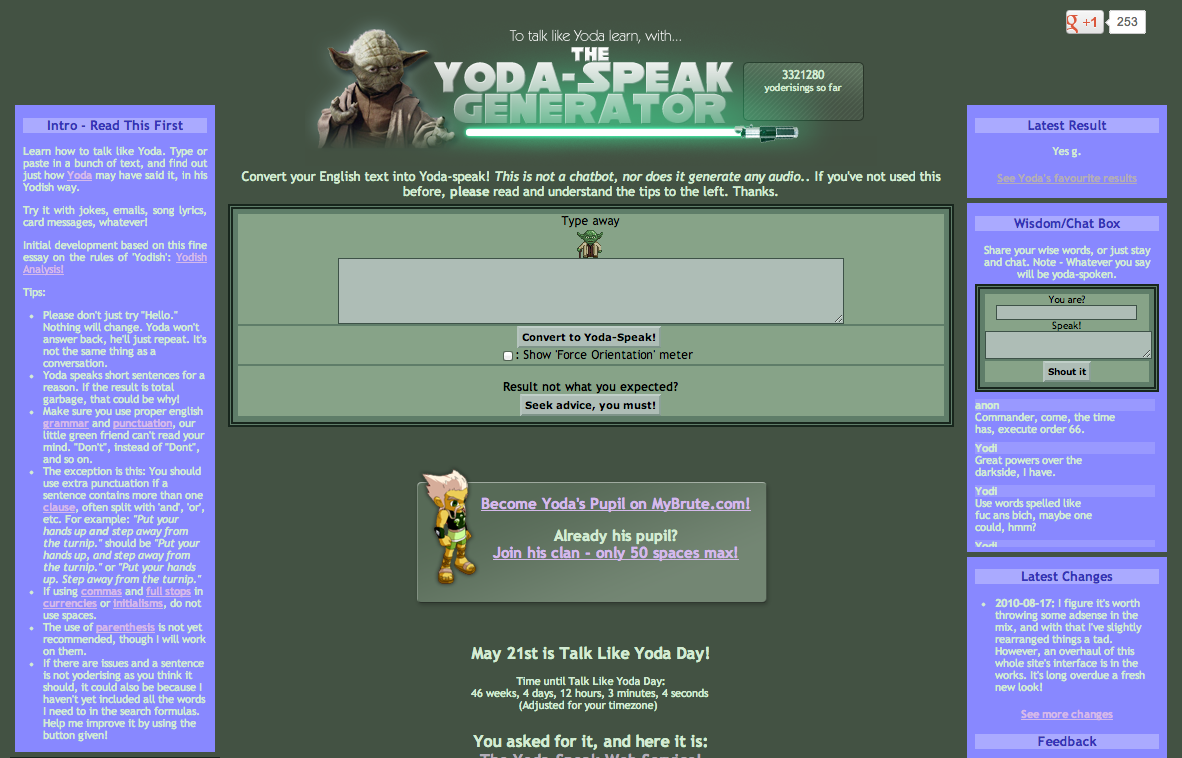 g +1 253
To talk like Yoda learn, with...
THE
YODA-SPEAK
GENERATOR
3321280
yoderisings so far
Intro - Read This First
Learn how to talk like Yoda. Type or
paste in a bunch of text, and find out
just how Yoda may have said it, in his
Yodish way.
Try it with jokes, emails, song lyrics,
card messages, whatever!
Initial development based on this fine
essay on the rules of 'Yodish': Yodish
Analysis!
Tips:
Please don't just try "Hello."
Nothing will change. Yoda won't
answer back, he'll just repeat. It's
not the same thing as a
conversation.
Yoda speaks short sentences for a
reason. If the result is total
garbage, that could be why!
Make sure you use proper english
grammar and punctuation, our
little green friend can't read your
mind. "Don't", instead of "Dont",
and so on.
The exception is this: You should
use extra punctuation if a
sentence contains more than one
clause, often split with 'and', 'or',
etc. For example: "Put your
hands up and step away from
the turnip." should be "Put your
hands up, and step away from
the turnip." or "Put your hands
up. Step away from the turnip."
If using commas and full stops in
currencies or initialisms, do not
use spaces.
The use of parenthesis is not yet
recommended, though I will work
on them.
If there are issues and a sentence
is not yoderising as you think it
should, it could also be because I
haven't yet included all the words
I need to in the search formulas.
Help me improve it by using the
button given!
Convert your English text into Yoda-speak! This is not a chatbot, nor does it generate any audio.. If you've not used this
before, please read and understand the tips to the left. Thanks.
Type away
Convert to Yoda-Speak!
: Show 'Force Orientation' meter
Result not what you expected?
Seek advice, you must!
Become Yoda's Pupil on MyBrute.com!
Already his pupil?
Join his clan - only 50 spaces max!
May 21st is Talk Like Yoda Day!
Time until Talk Like Yoda Day:
46 weeks, 4 days, 12 hours, 3 minutes, 4 seconds
(Adjusted for your timezone)
You asked for it, and here it is:
The Yoda-Speak Web Service!
Latest Result
Yes g.
See Yoda's favourite results
Wisdom/Chat Box
Share your wise words, or just stay
and chat. Note - Whatever you say
will be yoda-spoken.
You are?
Speak!
Shout it
anon
Commander, come, the time
has, execute order 66.
Yodi
Great powers over the
darkside, I have.
Yodi
Use words spelled like
fuc ans bich, maybe one
could, hmm?
Yodi
Latest Changes
2010-08-17: I figure it's worth
throwing some adsense in the
mix, and with that I've slightly
rearranged things a tad.
However, an overhaul of this
whole site's interface is in the
works. It's long overdue a fresh
new look!
See more changes
Feedback